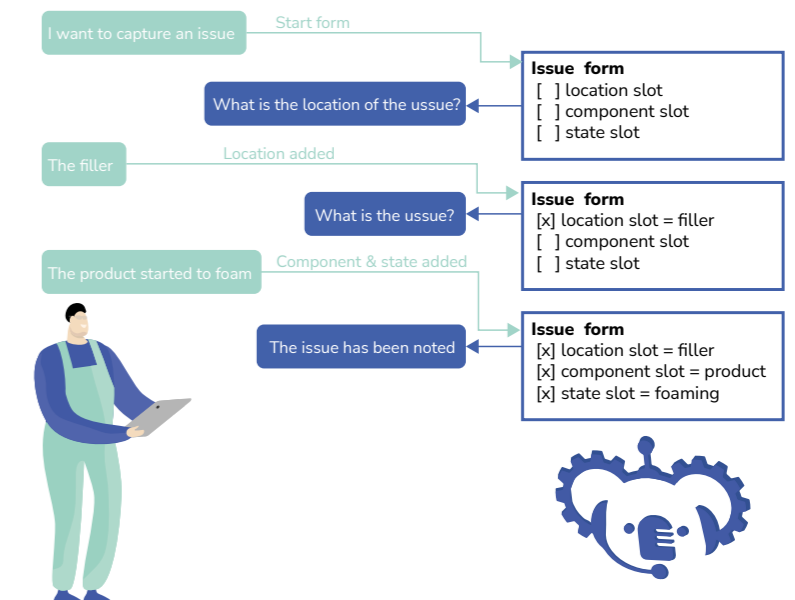 I want to capture an issue
Start form
Issue form
[ ] location slot
[ ] component slot
[ ] state slot
What is the location of the ussue?
The filler
Location added
Issue form
[x] location slot = filler
[ ] component slot
[ ] state slot
What is the ussue?
The product started to foam
Component & state added
Issue form
[x] location slot = filler
[x] component slot = product
[x] state slot = foaming
The issue has been noted